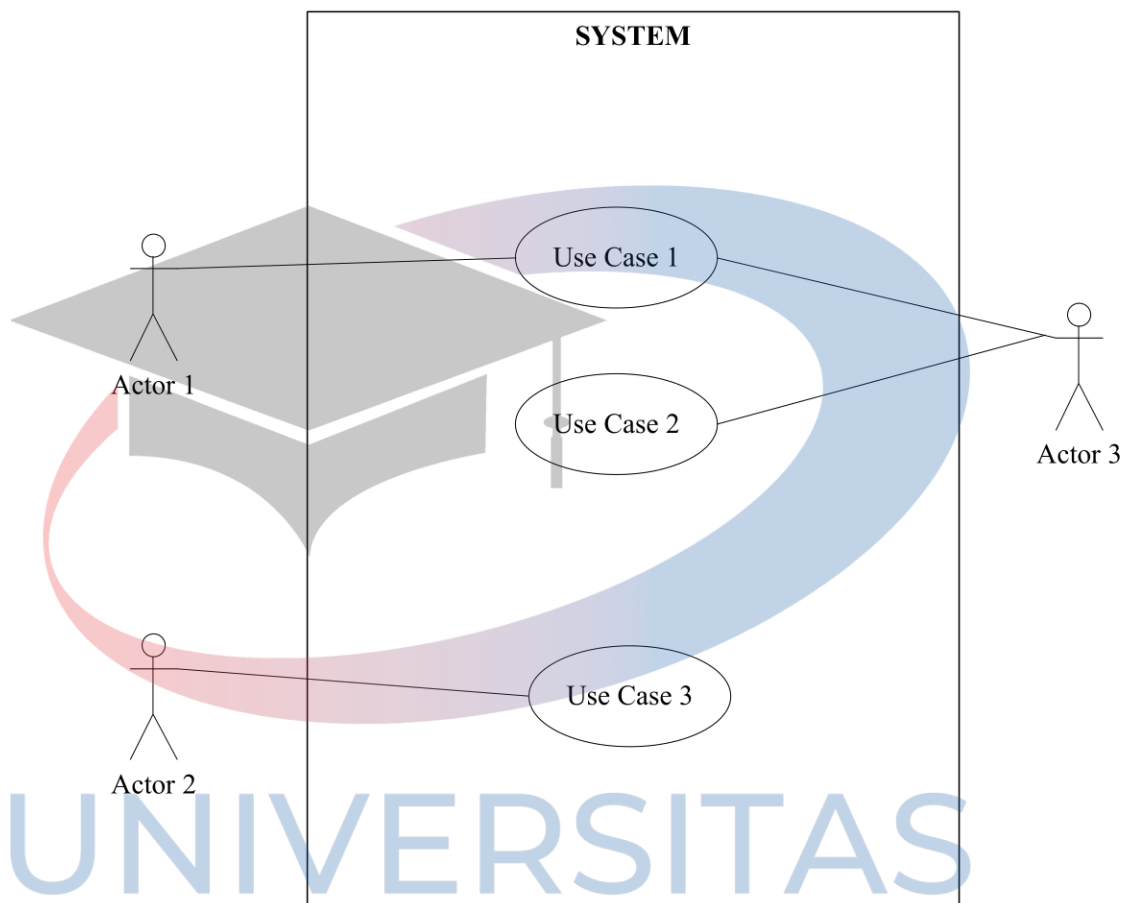 SYSTEM
Use Case 1
Actor 1
Use Case 2
Actor 3
Use Case 3
Actor 2
UNIVERSITAS